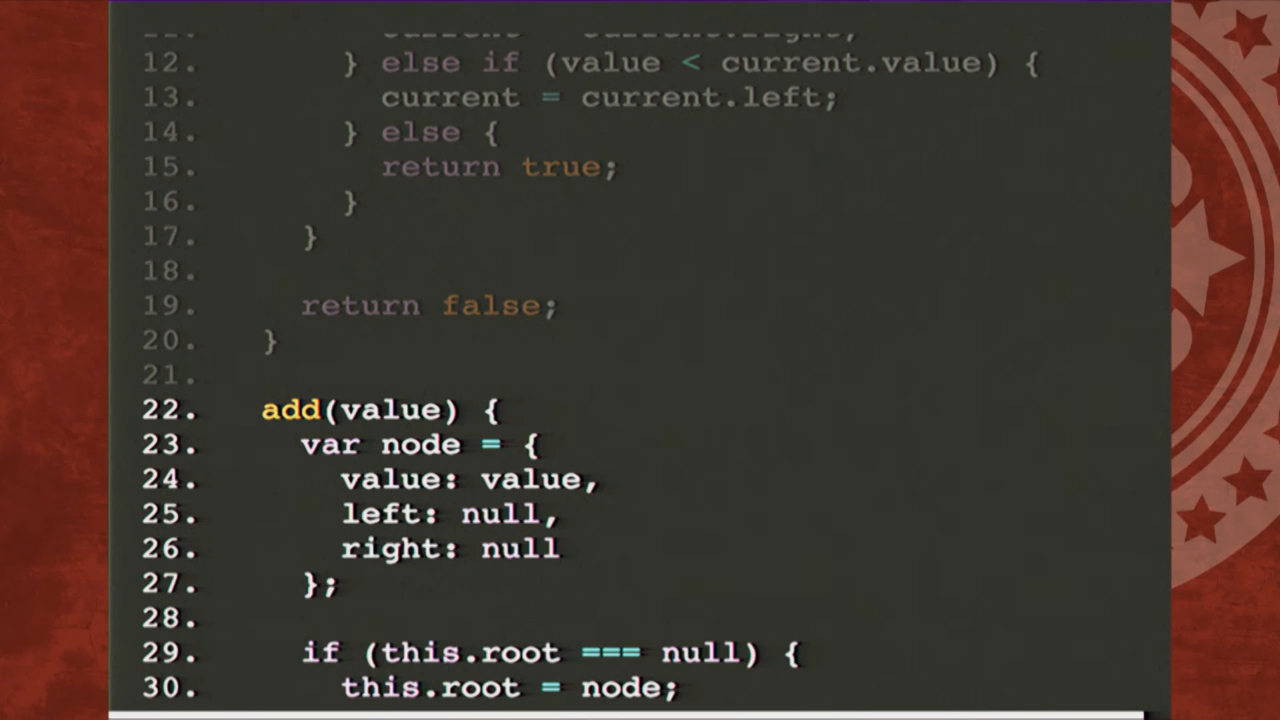 12. } else if (value < current.value) {
13. current = current.left;
14. } else {
15. return true;
16. }
17. }
18.
19. return false;
20. }
21.
22. add(value) {
23. var node = {
24. value: value,
25. left: null,
26. right: null
27. };
28.
29. if (this.root === null) {
30. this.root = node;